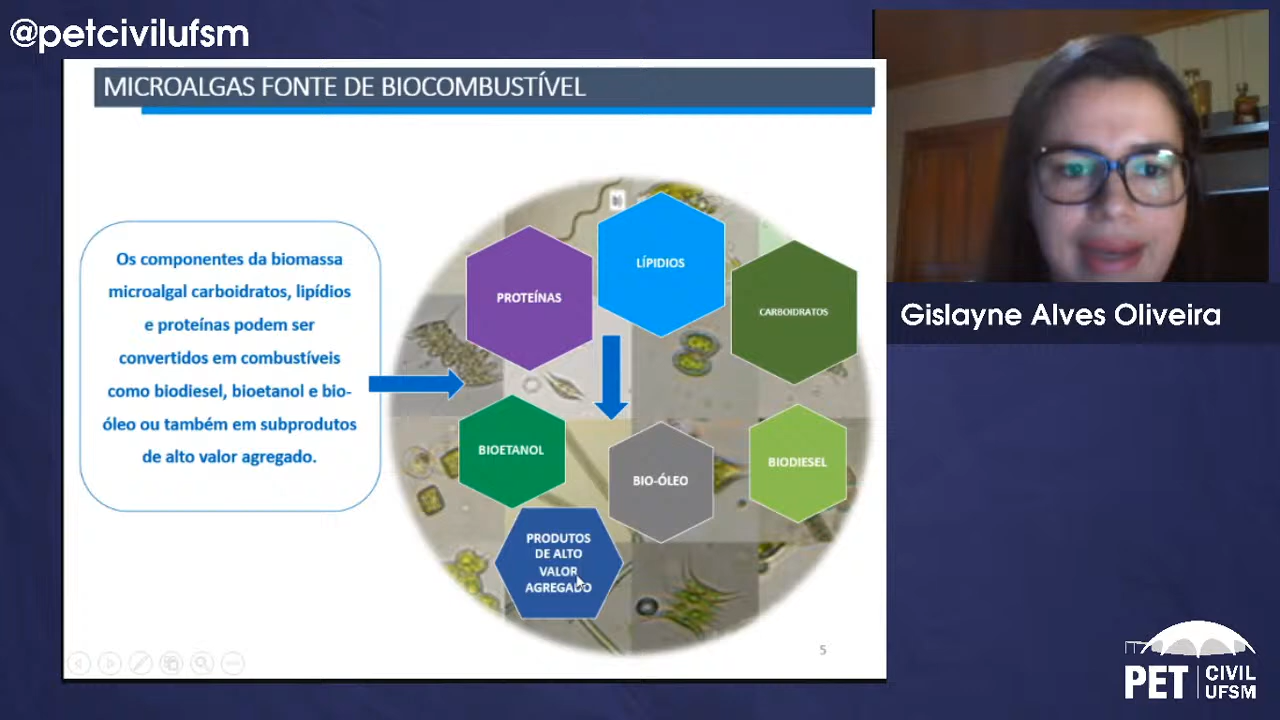 @petcivilufsm
MICROALGAS FONTE DE BIOCOMBUSTÍVEL
Os componentes da biomassa
microalgal carboidratos, lipídios
e proteínas podem ser
convertidos em combustíveis
como biodiesel, bioetanol e bio-
óleo ou também em subprodutos
de alto valor agregado.
PROTEÍNAS
LÍPIDIOS
CARBOIDRATOS
BIOETANOL
BIO-ÓLEO
BIODIESEL
PRODUTOS
DE ALTO
VALOR
AGREGADO
5
Gislayne Alves Oliveira
PET
CIVIL
UFSM